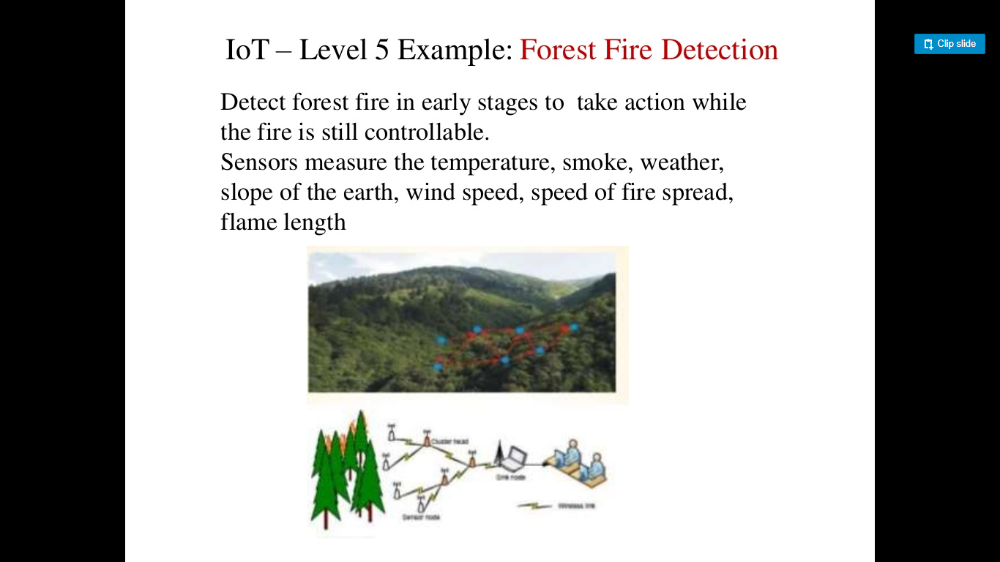 IoT – Level 5 Example: Forest Fire Detection
Clip slide
Detect forest fire in early stages to  take action while
the fire is still controllable.
Sensors measure the temperature, smoke, weather,
slope of the earth, wind speed, speed of fire spread,
flame length
Cluster head
Sink node
Wireless link
Sensor node